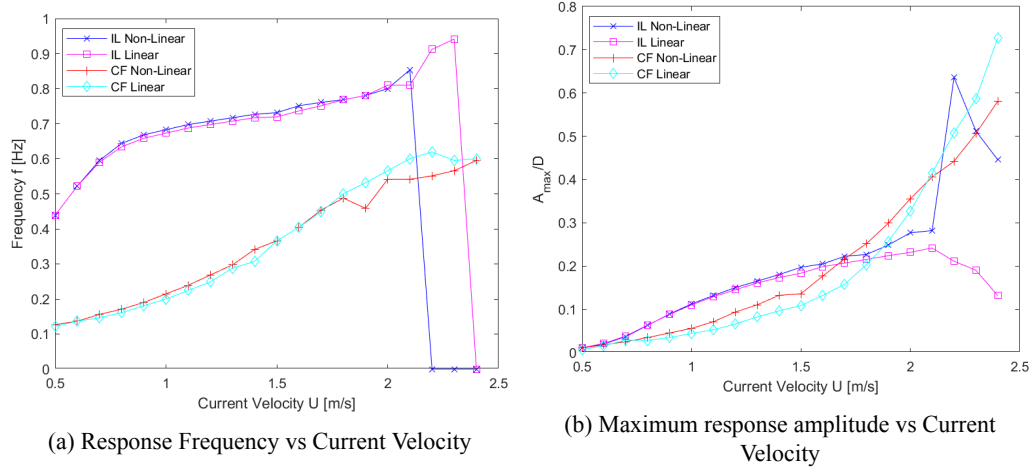 IL Non-Linear
IL Linear
CF Non-Linear
CF Linear
1
0.9
0.8
0.7
0.6
0.5
0.4
0.3
0.2
0.1
0
Frequency f [Hz]
0.5
1
1.5
2
2.5
Current Velocity U [m/s]
(a) Response Frequency vs Current Velocity
IL Non-Linear
IL Linear
CF Non-Linear
CF Linear
0.8
0.7
0.6
0.5
0.4
0.3
0.2
0.1
0
A_max/D
0.5
1
1.5
2
2.5
Current Velocity U [m/s]
(b) Maximum response amplitude vs Current
Velocity